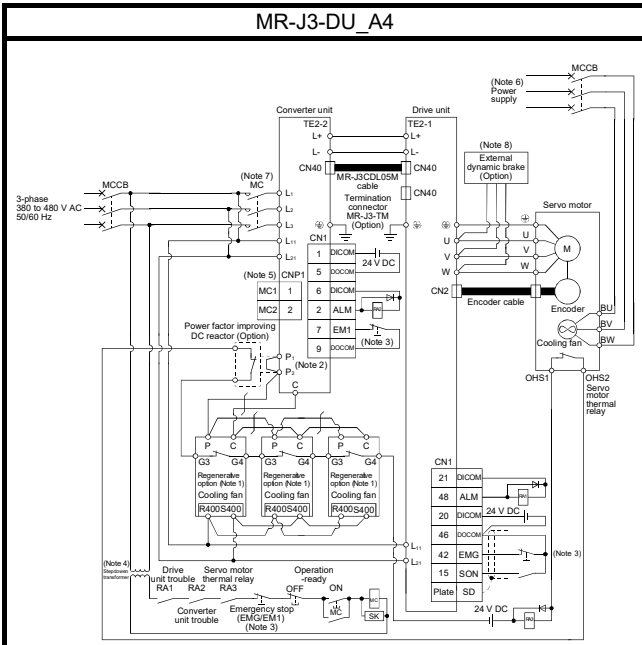 MR-J3-DU_A4
MCCB
(Note 6)
Power
supply
Converter unit
Drive unit
TE2-2
TE2-1
L+
L+
L-
L-
(Note 8)
External
dynamic brake
(Option)
CN40
CN40
MR-J3CDL05M
cable
MCCB
(Note 7)
MC
3-phase
380 to 480 V AC
50/60 Hz
L1
L2
L3
L11
L21
Termination
connector
MR-J3-TM
(Option)
CN40
Servo motor
U
V
W
U
V
W
M
CN1
1 DICOM
24 V DC
5 DOCOM
6 DICOM
2 ALM
RA2
7 EM1
(Note 3)
9 DOCOM
(Note 5)
CNP1
MC1 1
MC2 2
CN2
Encoder cable
Encoder
BU
BV
BW
Cooling fan
Power factor improving
DC reactor (Option)
P1
P2
(Note 2)
C
OHS1
OHS2
Servo
motor
thermal
relay
P C
P C
P C
G3 G4
G3 G4
G3 G4
Regenerative
option (Note 1)
Regenerative
option (Note 1)
Regenerative
option (Note 1)
Cooling fan
Cooling fan
Cooling fan
R400 S400
R400 S400
R400 S400
CN1
21 DICOM
48 ALM
RA1
24 V DC
20 DICOM
46 DOCOM
42 EMG
(Note 3)
15 SON
Plate SD
L11
L21
(Note 4)
Stepdown
transformer
Drive
unit trouble
RA1
RA2
Converter
unit trouble
Servo motor
thermal relay
RA3
Emergency stop
(EMG/EM1)
(Note 3)
Operation
-ready
OFF
ON
MC
MC
SK
24 V DC
RA3